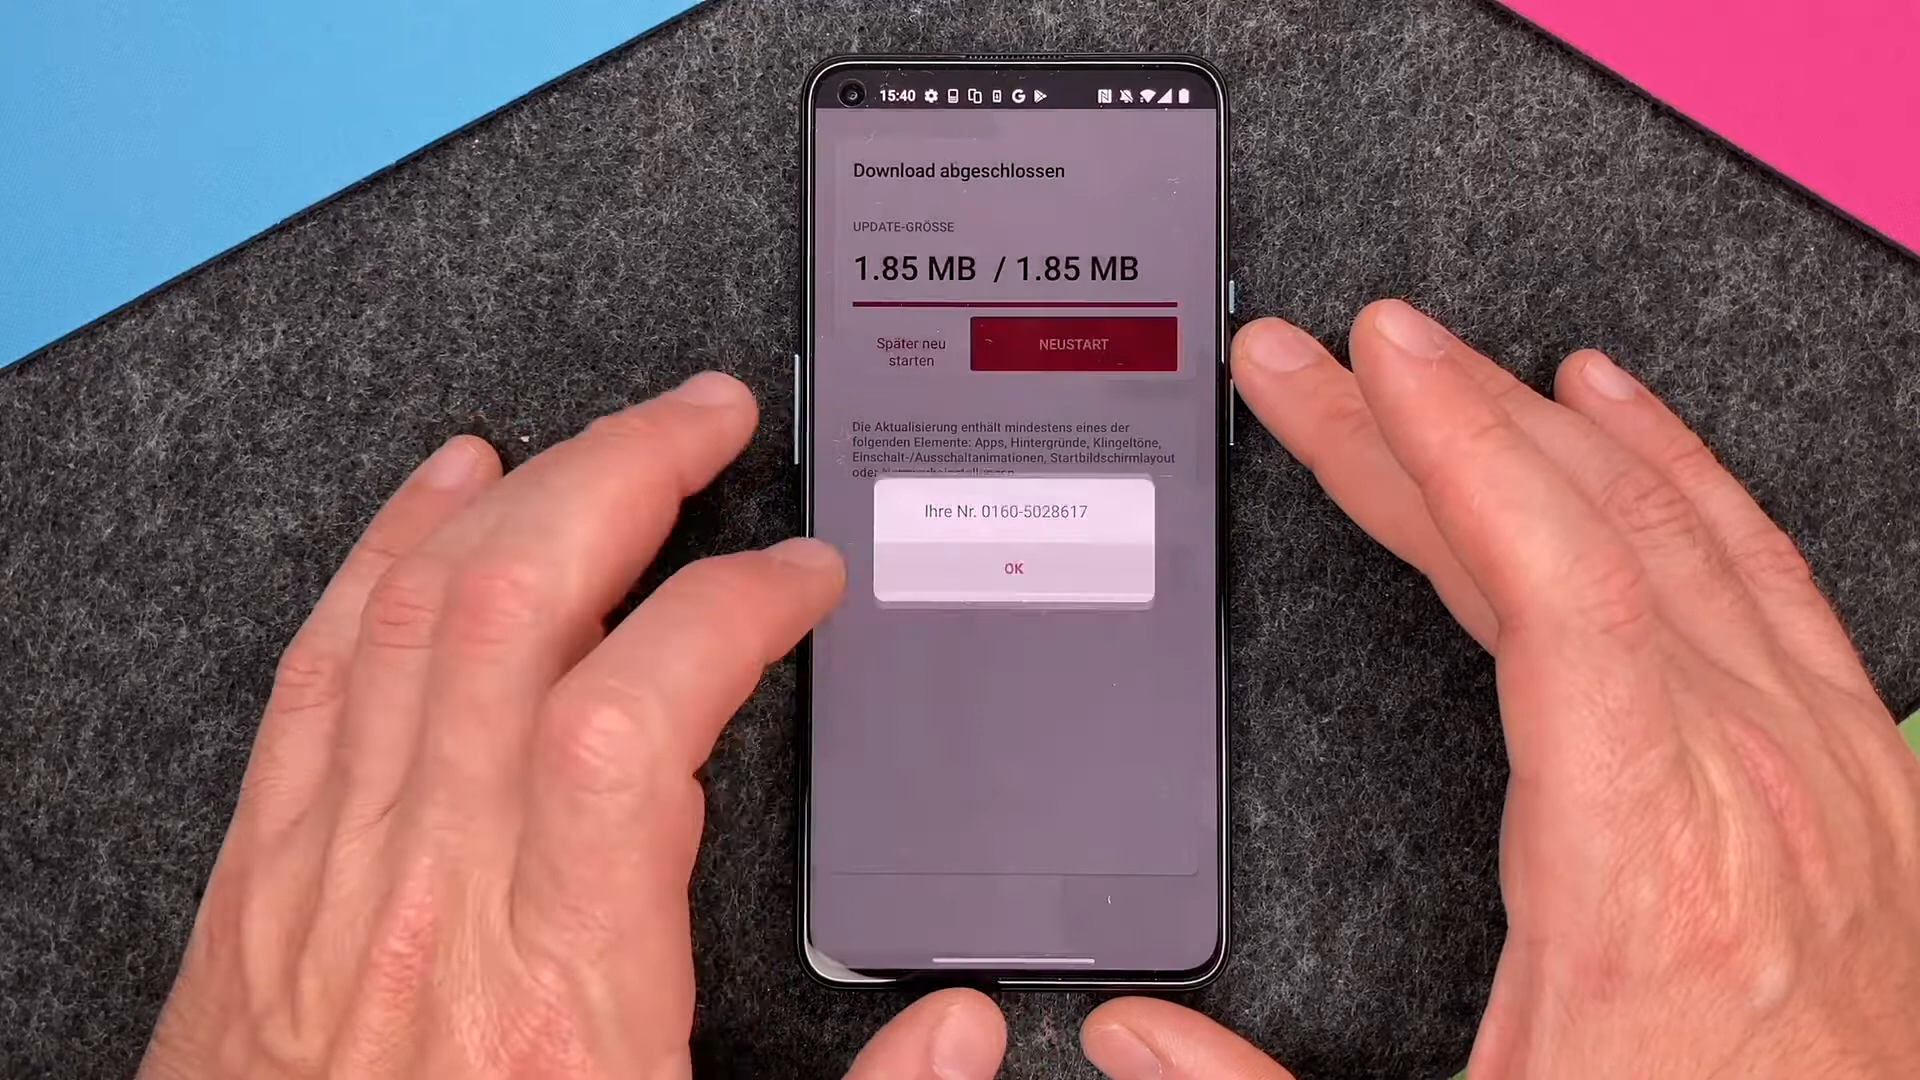 15:40
Download abgeschlossen
UPDATE-GRÖSSE
1.85 MB / 1.85 MB
Später neu
starten
NEUSTART
Die Aktualisierung enthält mindestens eines der
folgenden Elemente: Apps, Hintergründe, Klingeltöne,
Einschalt-/Ausschaltanimationen, Startbildschirmlayout
oder
Ihre Nr. 0160-5028617
OK